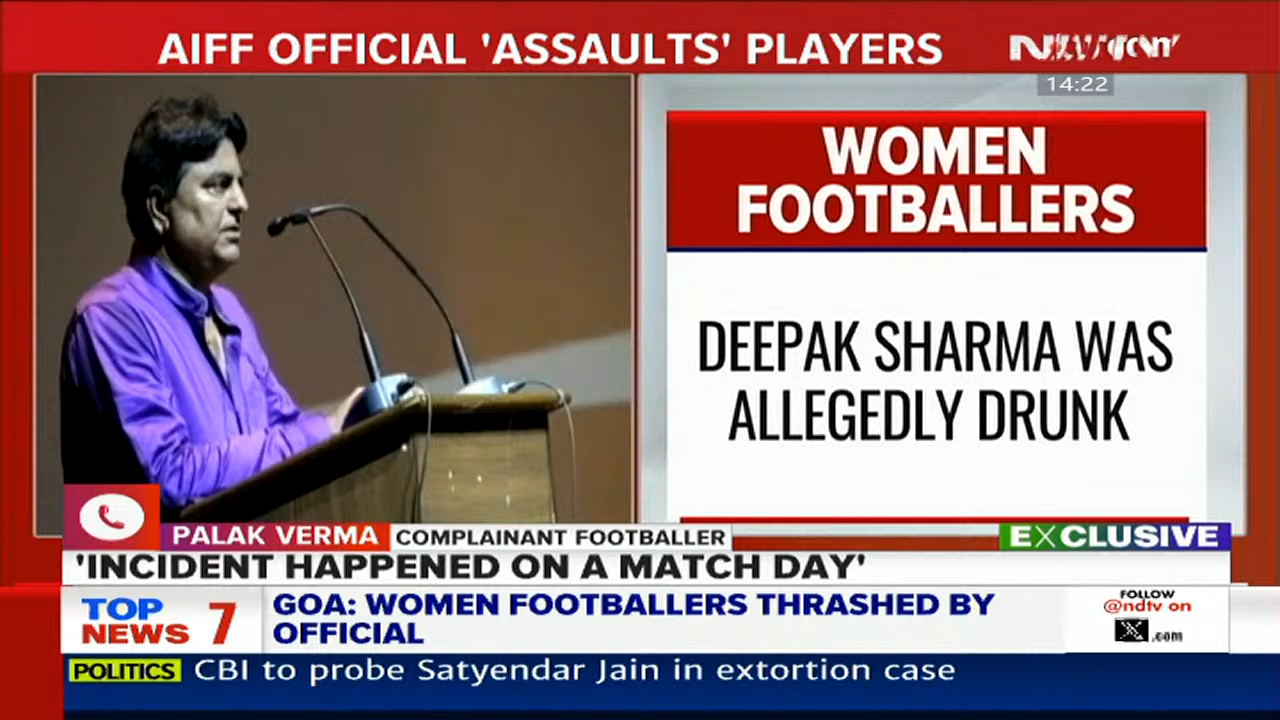 AIFF OFFICIAL 'ASSAULTS' PLAYERS
14:22
WOMEN
FOOTBALLERS
DEEPAK SHARMA WAS
ALLEGEDLY DRUNK
PALAK VERMA COMPLAINANT FOOTBALLER
EXCLUSIVE
'INCIDENT HAPPENED ON A MATCH DAY'
TOP
NEWS 7
GOA: WOMEN FOOTBALLERS THRASHED BY
OFFICIAL
FOLLOW
@ndtv on
X.com
POLITICS CBI to probe Satyendar Jain in extortion case